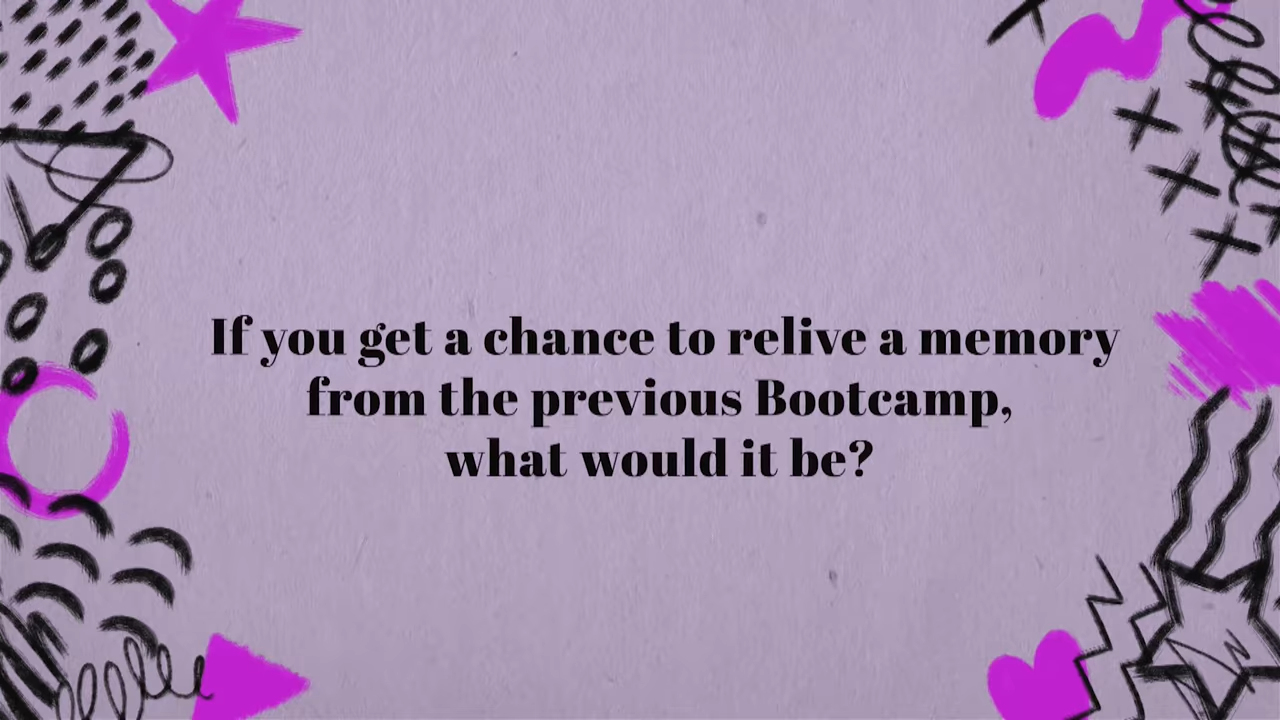 If you get a chance to relive a memory
from the previous Bootcamp,
what would it be?